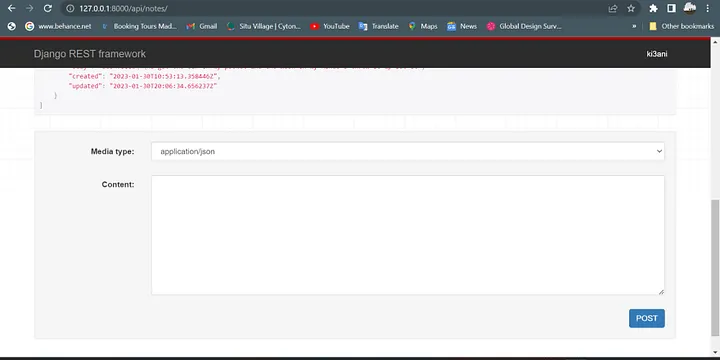 127.0.0.1:8000/api/notes/
www.behance.net
Booking Tours Mad...
Gmail
Situ Village | Cyton...
YouTube
Translate
Maps
News
Global Design Surv...
»
Other bookmarks
Django REST framework
ki3ani
"created": "2023-01-30T10:53:13.358446Z",
"updated": "2023-01-30T20:06:34.656237Z"
}
]
Media type:
application/json
Content:
POST